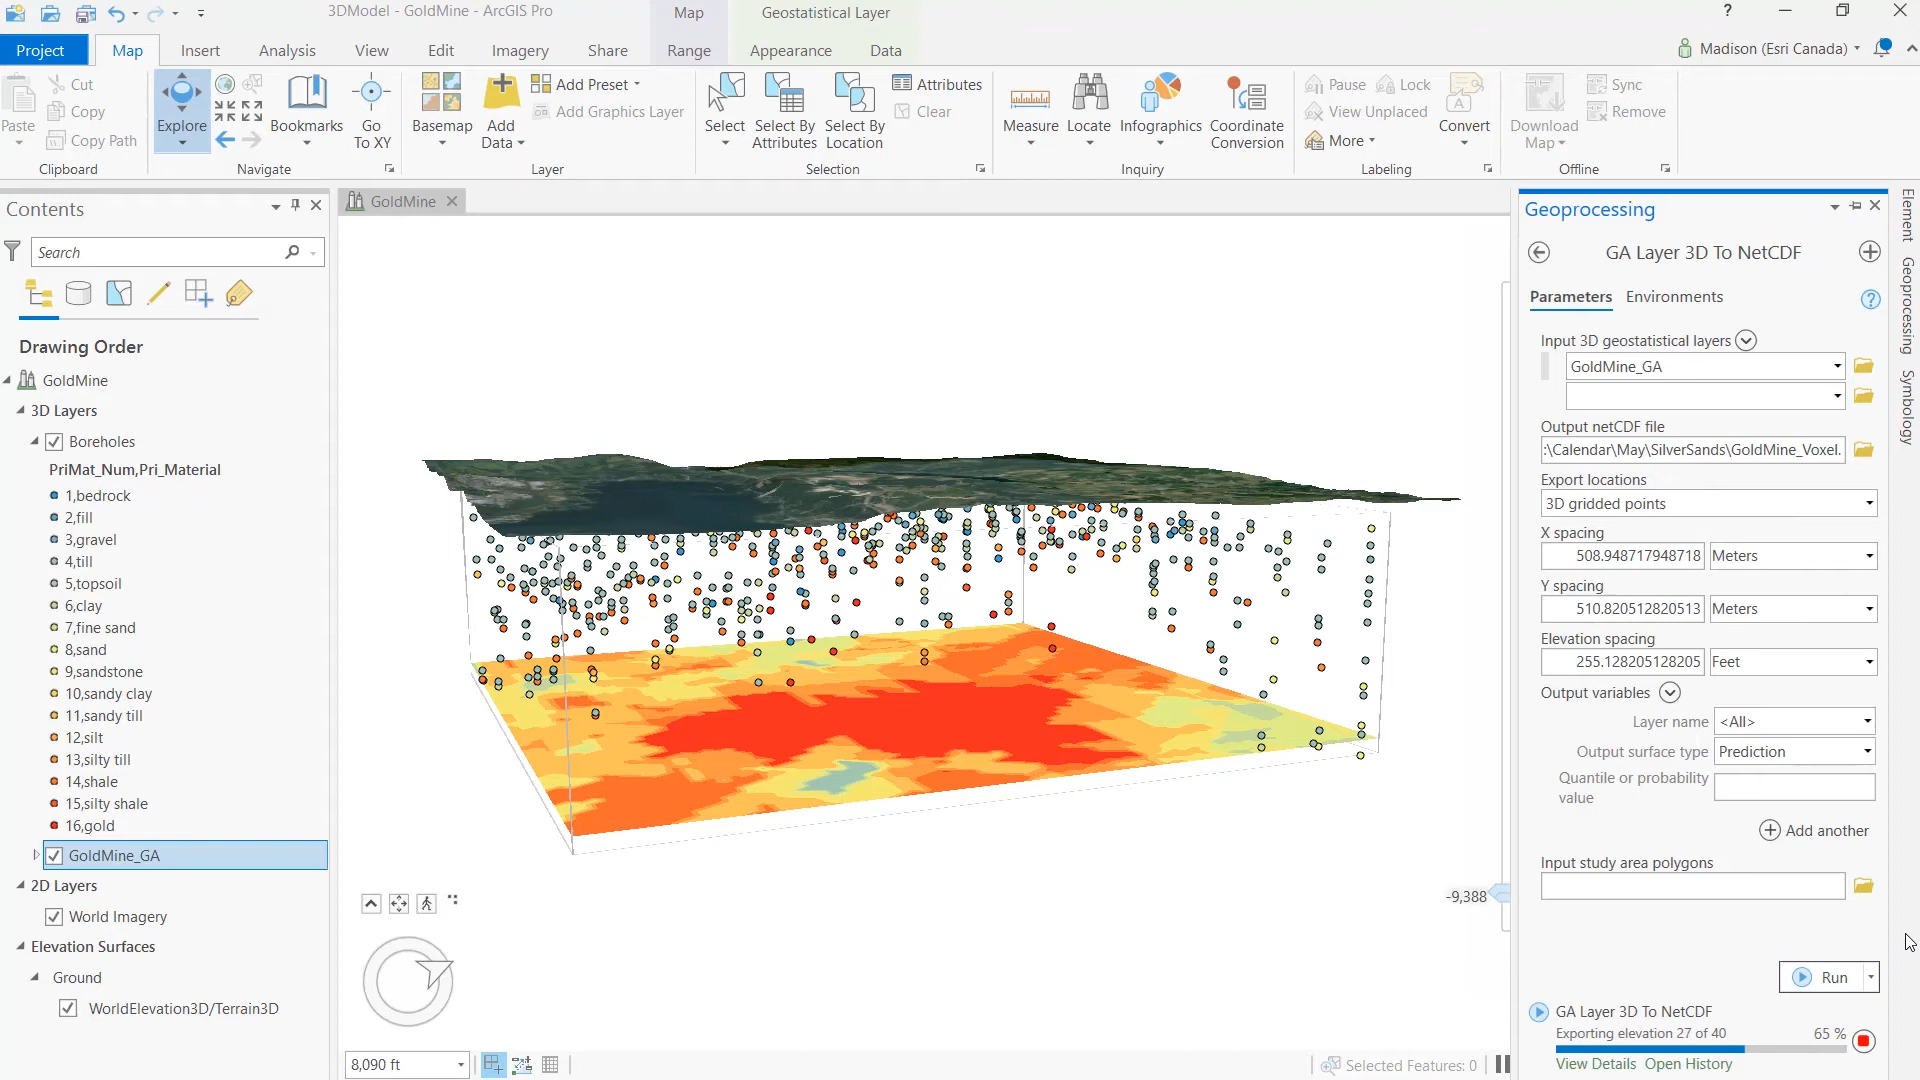 3DModel - GoldMine - ArcGIS Pro
Map
Geostatistical Layer
?
Project
Map
Insert
Analysis
View
Edit
Imagery
Share
Range
Appearance
Data
Madison (Esri Canada)
Paste
Cut
Copy
Copy Path
Clipboard
Explore
Bookmarks
Go
To XY
Navigate
Basemap
Add
Data
Add Preset
Add Graphics Layer
Layer
Select
Select By
Attributes
Select By
Location
Attributes
Clear
Selection
Measure
Locate
Infographics
Coordinate
Conversion
Inquiry
Pause
Lock
View Unplaced
More
Convert
Labeling
Download
Map
Sync
Remove
Offline
Contents
Search
Drawing Order
GoldMine
3D Layers
Boreholes
PriMat_Num,Pri_Material
1,bedrock
2,fill
3,gravel
4,till
5,topsoil
6,clay
7,fine sand
8,sand
9,sandstone
10,sandy clay
11,sandy till
12,silt
13,silty till
14,shale
15,silty shale
16,gold
GoldMine_GA
2D Layers
World Imagery
Elevation Surfaces
Ground
WorldElevation3D/Terrain3D
GoldMine
-9,388
8,090 ft
Selected Features: 0
Geoprocessing
GA Layer 3D To NetCDF
Parameters
Environments
?
Input 3D geostatistical layers
GoldMine_GA
Output netCDF file
:\Calendar\May\SilverSands\GoldMine_Voxel.
Export locations
3D gridded points
X spacing
508.948717948718 Meters
Y spacing
510.820512820513 Meters
Elevation spacing
255.128205128205 Feet
Output variables
Layer name <All>
Output surface type Prediction
Quantile or probability
value
Add another
Input study area polygons
Run
GA Layer 3D To NetCDF
Exporting elevation 27 of 40 65 %
View Details Open History
Element
Geoprocessing
Symbology